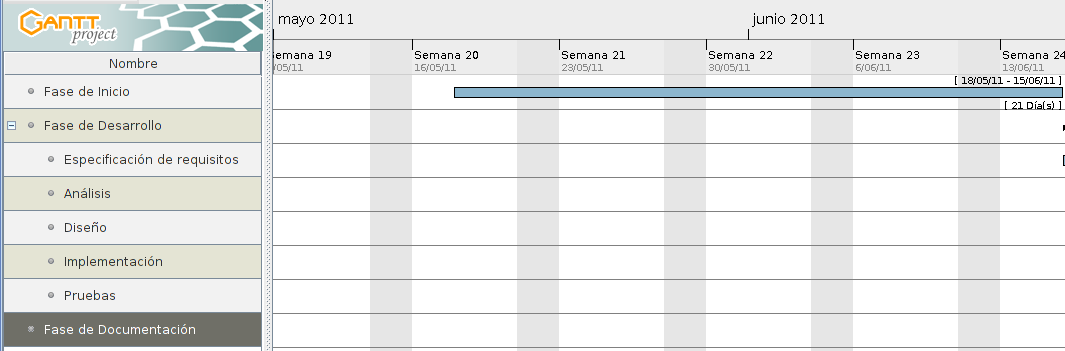 GANTT
project
mayo 2011
junio 2011
emana 19
Semana 20
Semana 21
Semana 22
Semana 23
Semana 24
/05/11
16/05/11
23/05/11
30/05/11
6/06/11
13/06/11
Nombre
[ 18/05/11 - 15/06/11 ]
Fase de Inicio
[ 21 Día(s) ]
Fase de Desarrollo
Especificación de requisitos
Análisis
Diseño
Implementación
Pruebas
Fase de Documentación